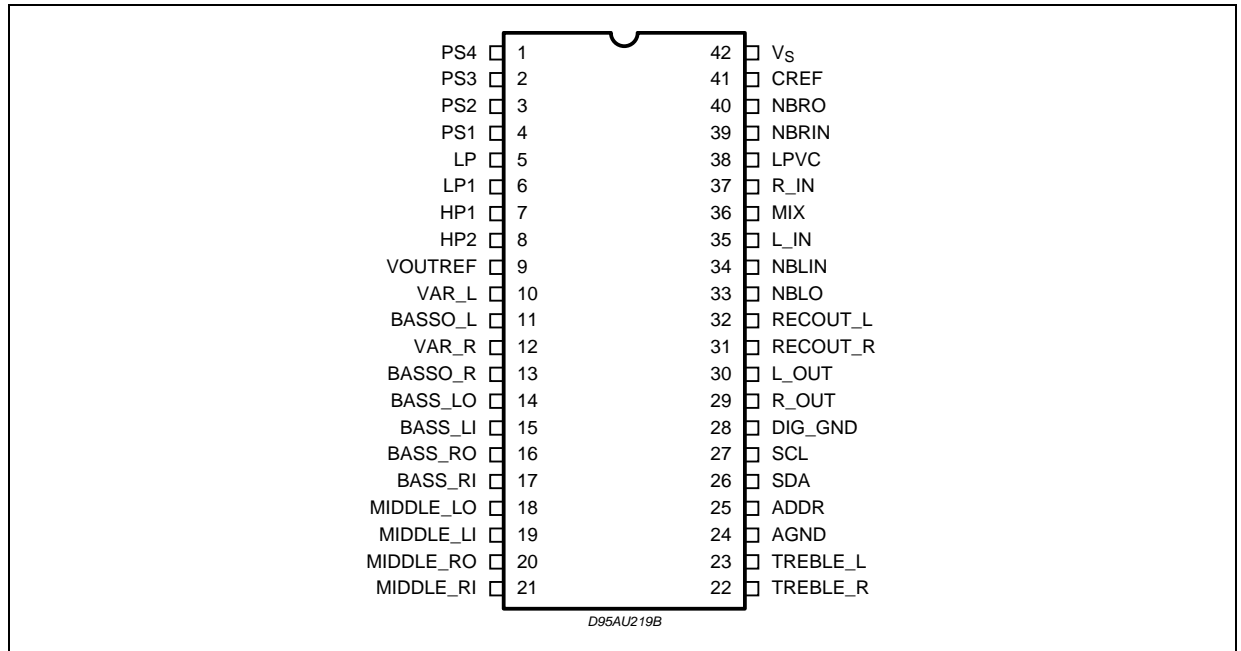 PS4 1 42 VS
PS3 2 41 CREF
PS2 3 40 NBRO
PS1 4 39 NBRIN
LP 5 38 LPVC
LP1 6 37 R_IN
HP1 7 36 MIX
HP2 8 35 L_IN
VOUTREF 9 34 NBLIN
VAR_L 10 33 NBLO
BASSO_L 11 32 RECOUT_L
VAR_R 12 31 RECOUT_R
BASSO_R 13 30 L_OUT
BASS_LO 14 29 R_OUT
BASS_LI 15 28 DIG_GND
BASS_RO 16 27 SCL
BASS_RI 17 26 SDA
MIDDLE_LO 18 25 ADDR
MIDDLE_LI 19 24 AGND
MIDDLE_RO 20 23 TREBLE_L
MIDDLE_RI 21 22 TREBLE_R
D95AU219B